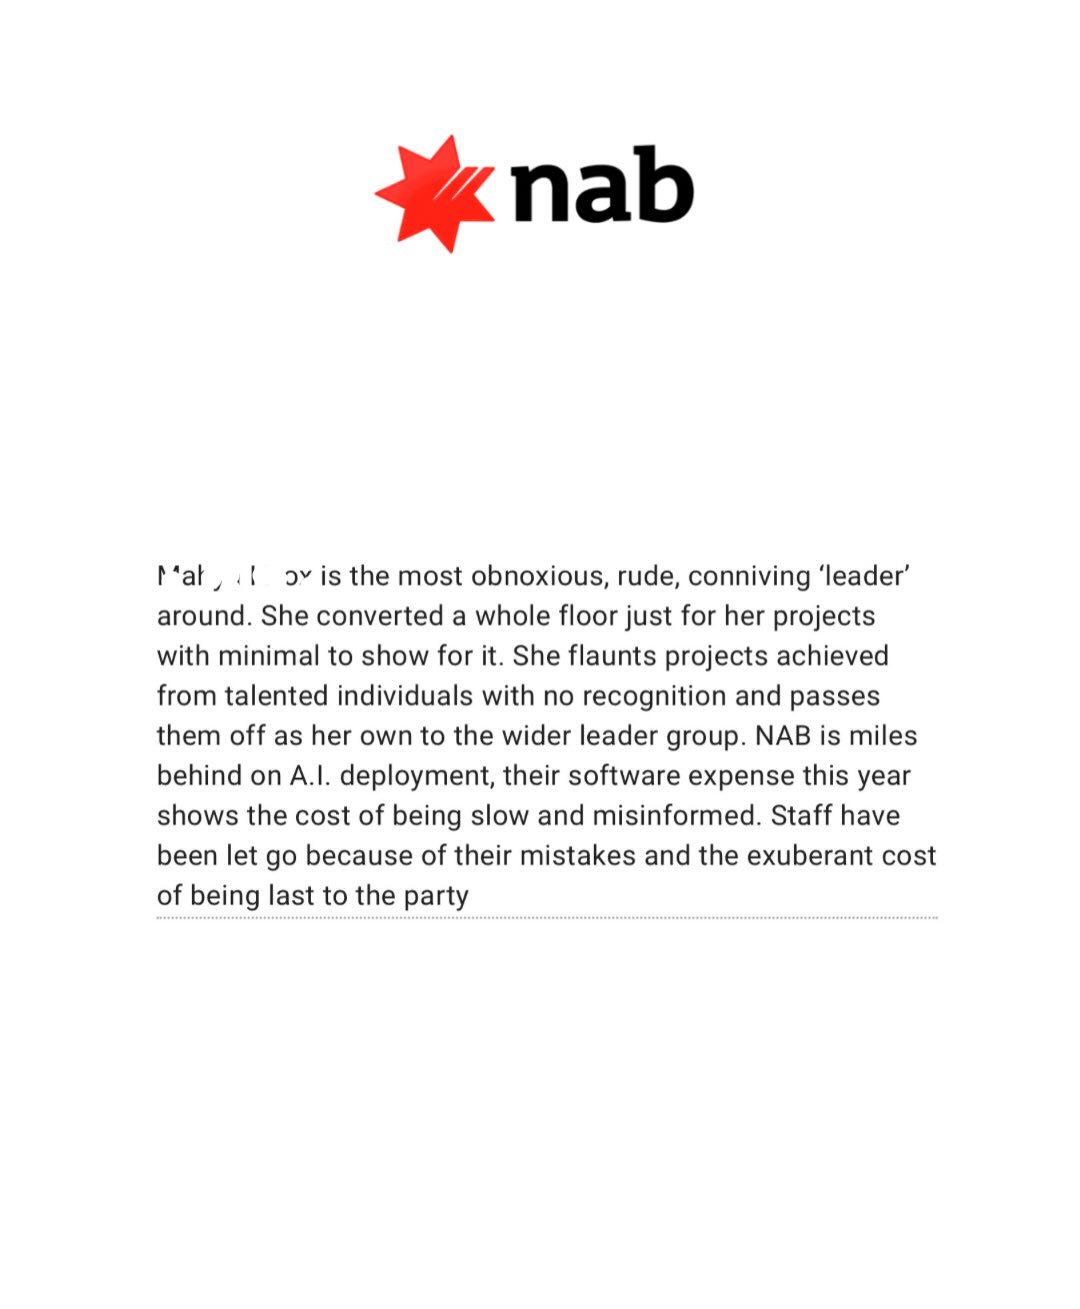 nab
is the most obnoxious, rude, conniving ‘leader’
around. She converted a whole floor just for her projects
with minimal to show for it. She flaunts projects achieved
from talented individuals with no recognition and passes
them off as her own to the wider leader group. NAB is miles
behind on A.I. deployment, their software expense this year
shows the cost of being slow and misinformed. Staff have
been let go because of their mistakes and the exuberant cost
of being last to the party